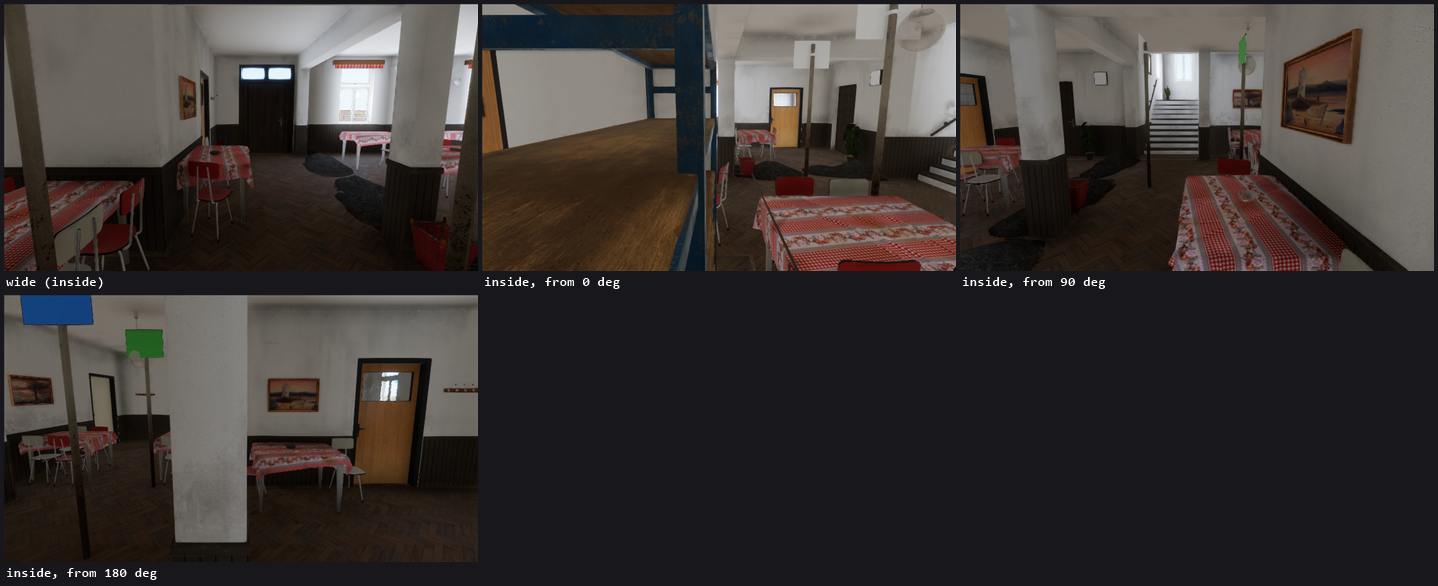 wide (inside)
inside, from 0 deg
inside, from 90 deg
inside, from 180 deg